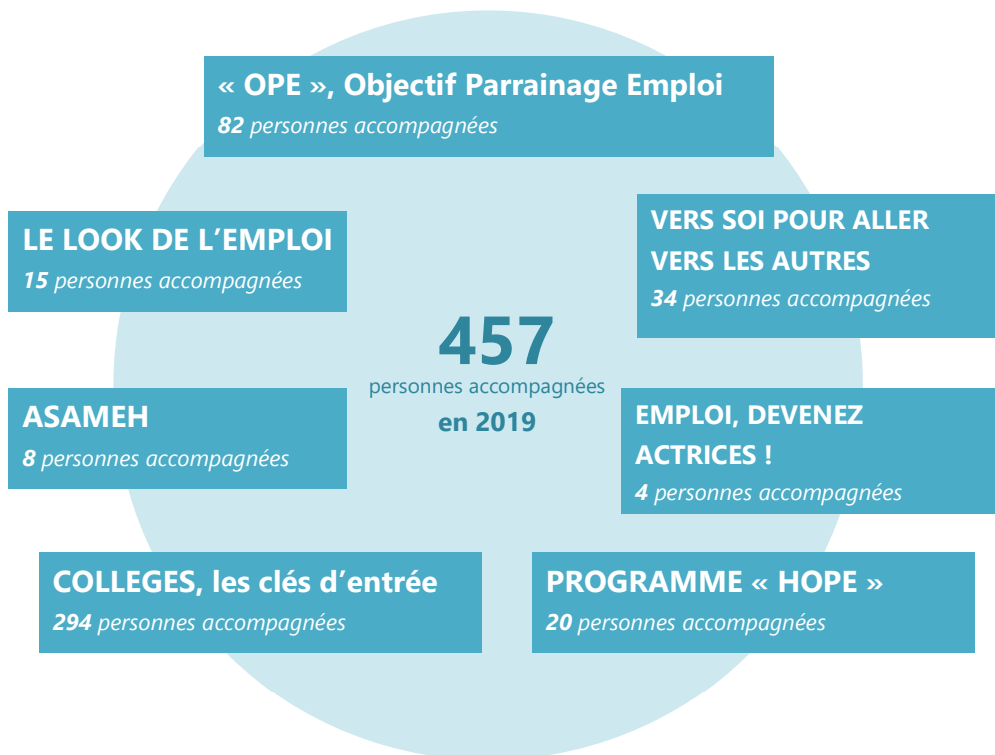 « OPE », Objectif Parrainage Emploi
82 personnes accompagnées
LE LOOK DE L’EMPLOI
15 personnes accompagnées
VERS SOI POUR ALLER
VERS LES AUTRES
34 personnes accompagnées
457
personnes accompagnées
en 2019
ASAMEH
8 personnes accompagnées
EMPLOI, DEVENEZ
ACTRICES !
4 personnes accompagnées
COLLEGES, les clés d’entrée
294 personnes accompagnées
PROGRAMME « HOPE »
20 personnes accompagnées